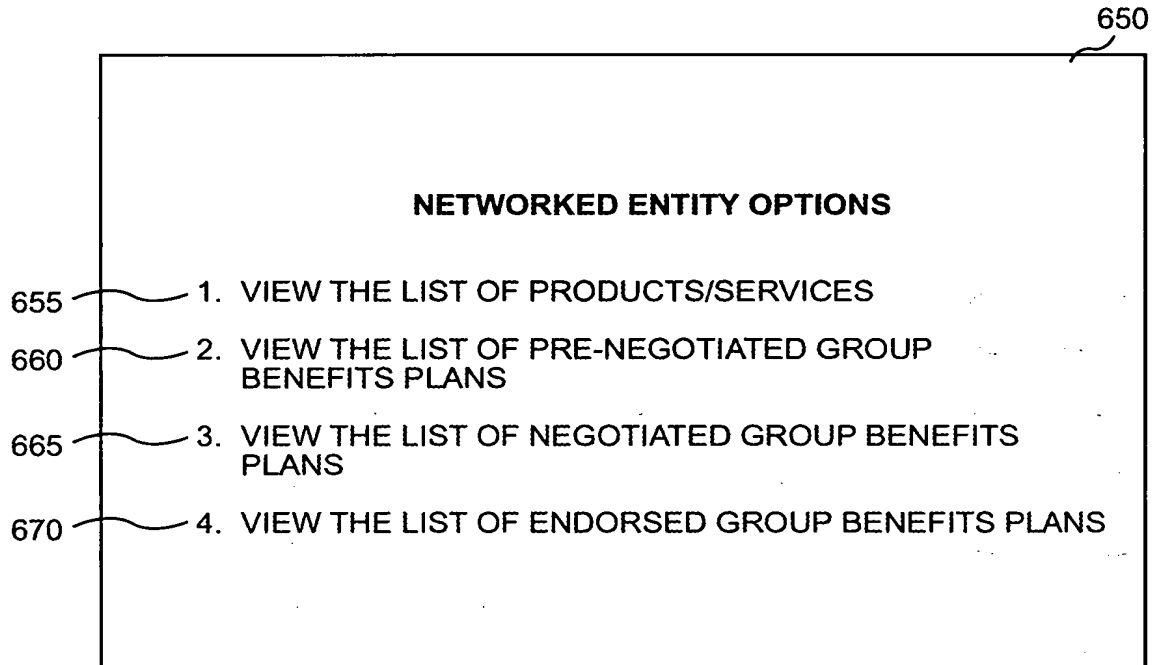 650
NETWORKED ENTITY OPTIONS
655 1. VIEW THE LIST OF PRODUCTS/SERVICES
660 2. VIEW THE LIST OF PRE-NEGOTIATED GROUP
BENEFITS PLANS
665 3. VIEW THE LIST OF NEGOTIATED GROUP BENEFITS
PLANS
670 4. VIEW THE LIST OF ENDORSED GROUP BENEFITS PLANS